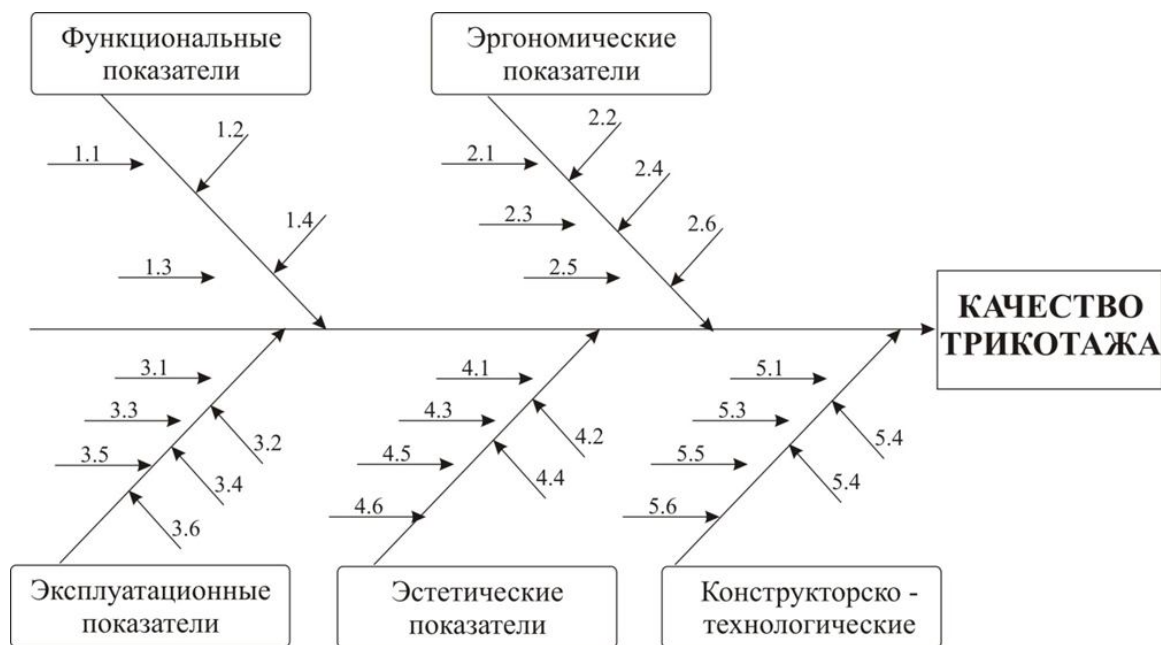 Функциональные
показатели
Эргономические
показатели
1.1
1.2
1.3
1.4
2.1
2.2
2.3
2.4
2.5
2.6
КАЧЕСТВО
ТРИКОТАЖА
3.1
3.2
3.3
3.4
3.5
3.6
4.1
4.2
4.3
4.4
4.5
4.6
5.1
5.4
5.3
5.4
5.5
5.6
Эксплуатационные
показатели
Эстетические
показатели
Конструкторско -
технологические